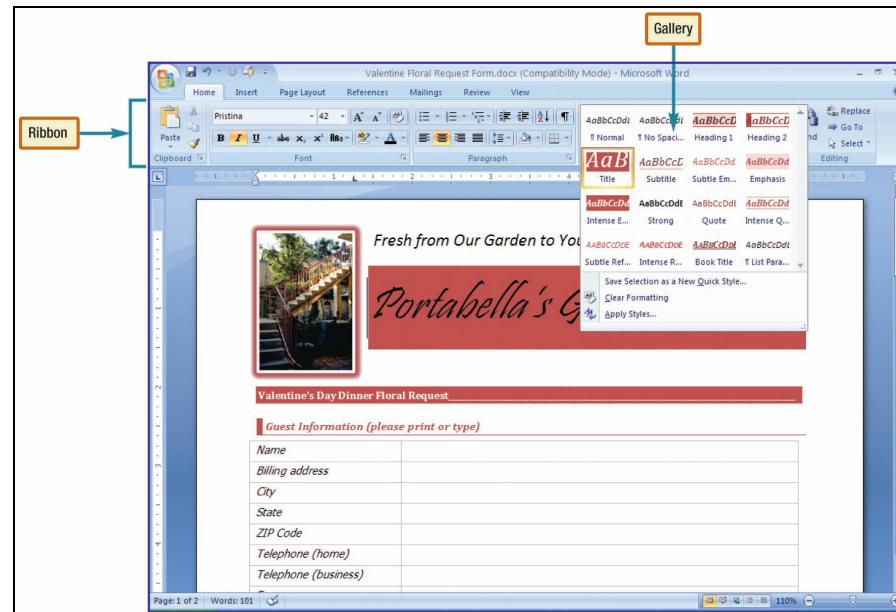 Gallery
Valentine Floral Request Form.docx (Compatibility Mode) - Microsoft Word
Home Insert Page Layout References Mailings Review View
Ribbon
Pristina 42
Paste
Clipboard Font Paragraph Editing
Replace
Go To
Select
AaBbCcDdI AaBbCcDdI AaBbCcD AaBbCcD
¶ Normal ¶ No Spaci... Heading 1 Heading 2
AaB AaBbCcD AaBbCcDd AaBbCcDd
Title Subtitle Subtle Em... Emphasis
AaBbCcDd AaBbCcDdE AaBbCcDdI AaBbCcDd
Intense E... Strong Quote Intense Q...
AaBbCcDdE AaBbCcDdE AaBbCcDdE AaBbCcDdI
Subtle Ref... Intense R... Book Title ¶ List Para...
Save Selection as a New Quick Style...
Clear Formatting
Apply Styles...
Fresh from Our Garden to You
Portabella's G
Valentine's Day Dinner Floral Request
Guest Information (please print or type)
Name
Billing address
City
State
ZIP Code
Telephone (home)
Telephone (business)
Page: 1 of 2 Words: 101 110%